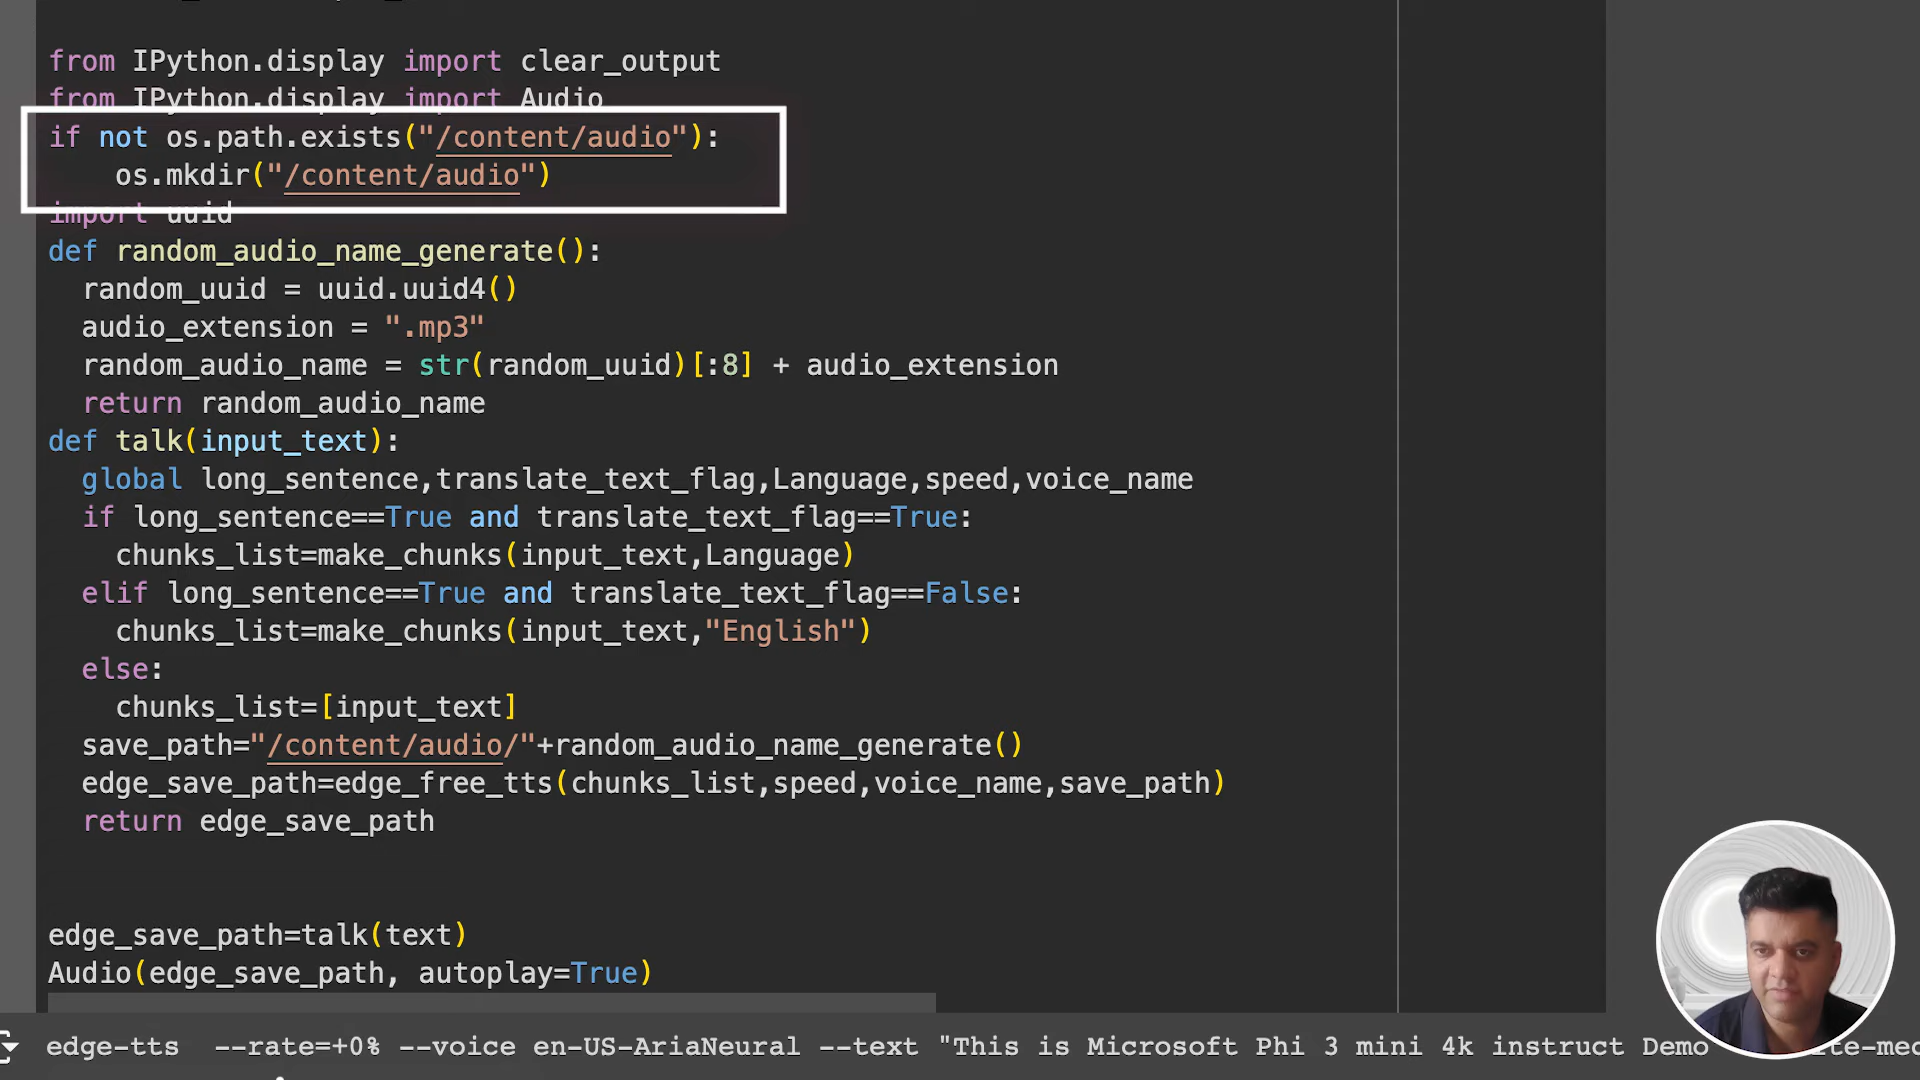 from IPython.display import clear_output
from IPython.display import Audio
if not os.path.exists("/content/audio"):
os.mkdir("/content/audio")
import uuid
def random_audio_name_generate():
random_uuid = uuid.uuid4()
audio_extension = ".mp3"
random_audio_name = str(random_uuid)[:8] + audio_extension
return random_audio_name
def talk(input_text):
global long_sentence,translate_text_flag,Language,speed,voice_name
if long_sentence==True and translate_text_flag==True:
chunks_list=make_chunks(input_text,Language)
elif long_sentence==True and translate_text_flag==False:
chunks_list=make_chunks(input_text,"English")
else:
chunks_list=[input_text]
save_path="/content/audio/"+random_audio_name_generate()
edge_save_path=edge_free_tts(chunks_list,speed,voice_name,save_path)
return edge_save_path
edge_save_path=talk(text)
Audio(edge_save_path, autoplay=True)
edge-tts --rate=+0% --voice en-US-AriaNeural --text "This is Microsoft Phi 3 mini 4k instruct Demo